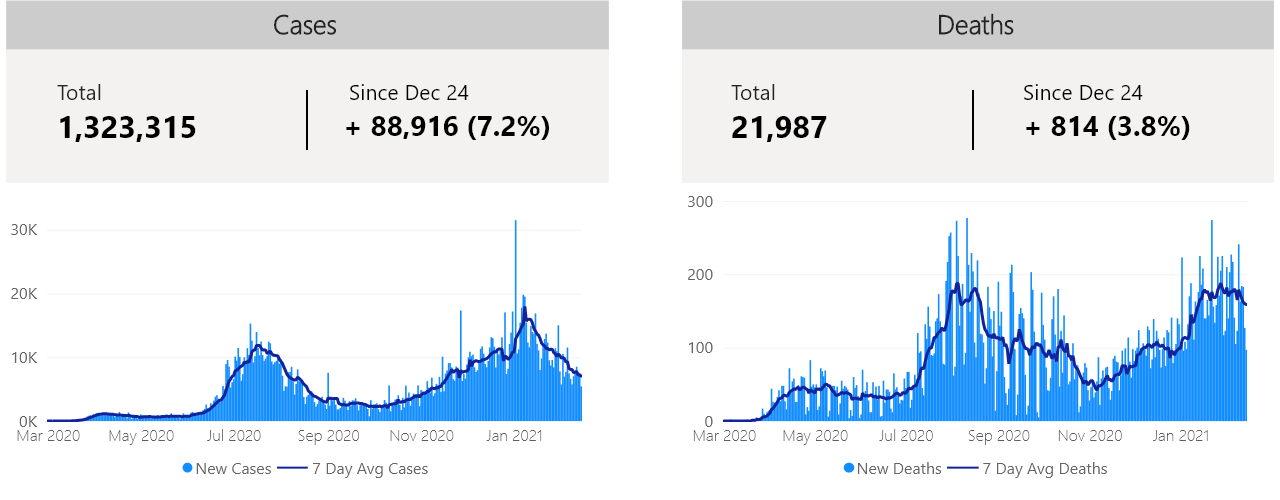 Cases
Total
Since Dec 24
1,323,315
+ 88,916 (7.2%)
30K
20K
10K
0K
Mar 2020 May 2020 Jul 2020 Sep 2020 Nov 2020 Jan 2021
New Cases 7 Day Avg Cases
Deaths
Total
Since Dec 24
21,987
+ 814 (3.8%)
300
200
100
0
Mar 2020 May 2020 Jul 2020 Sep 2020 Nov 2020 Jan 2021
New Deaths 7 Day Avg Deaths